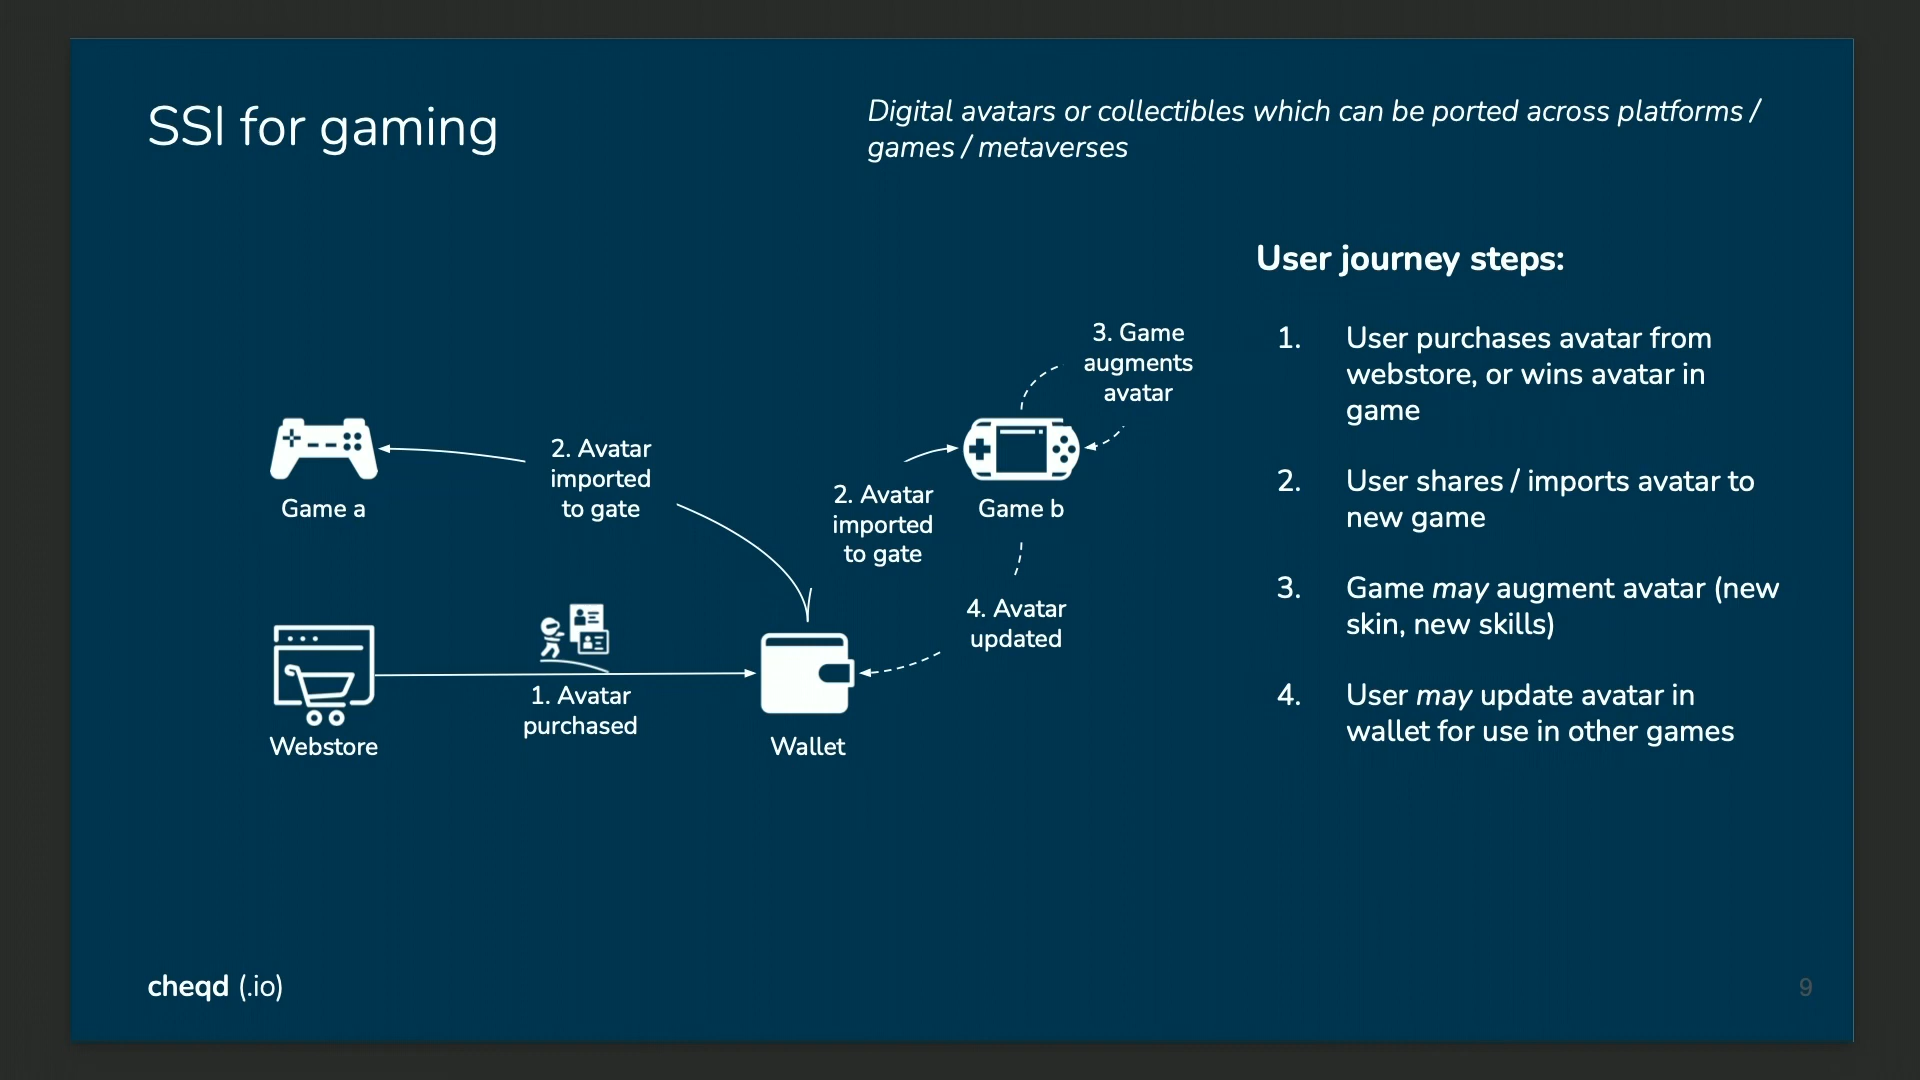 SSI for gaming
Digital avatars or collectibles which can be ported across platforms /
games / metaverses
User journey steps:
1. User purchases avatar from
webstore, or wins avatar in
game
2. User shares / imports avatar to
new game
3. Game may augment avatar (new
skin, new skills)
4. User may update avatar in
wallet for use in other games
3. Game
augments
avatar
2. Avatar
imported
to gate
Game a
2. Avatar
imported
to gate
Game b
4. Avatar
updated
1. Avatar
purchased
Webstore
Wallet
cheqd (.io)
9